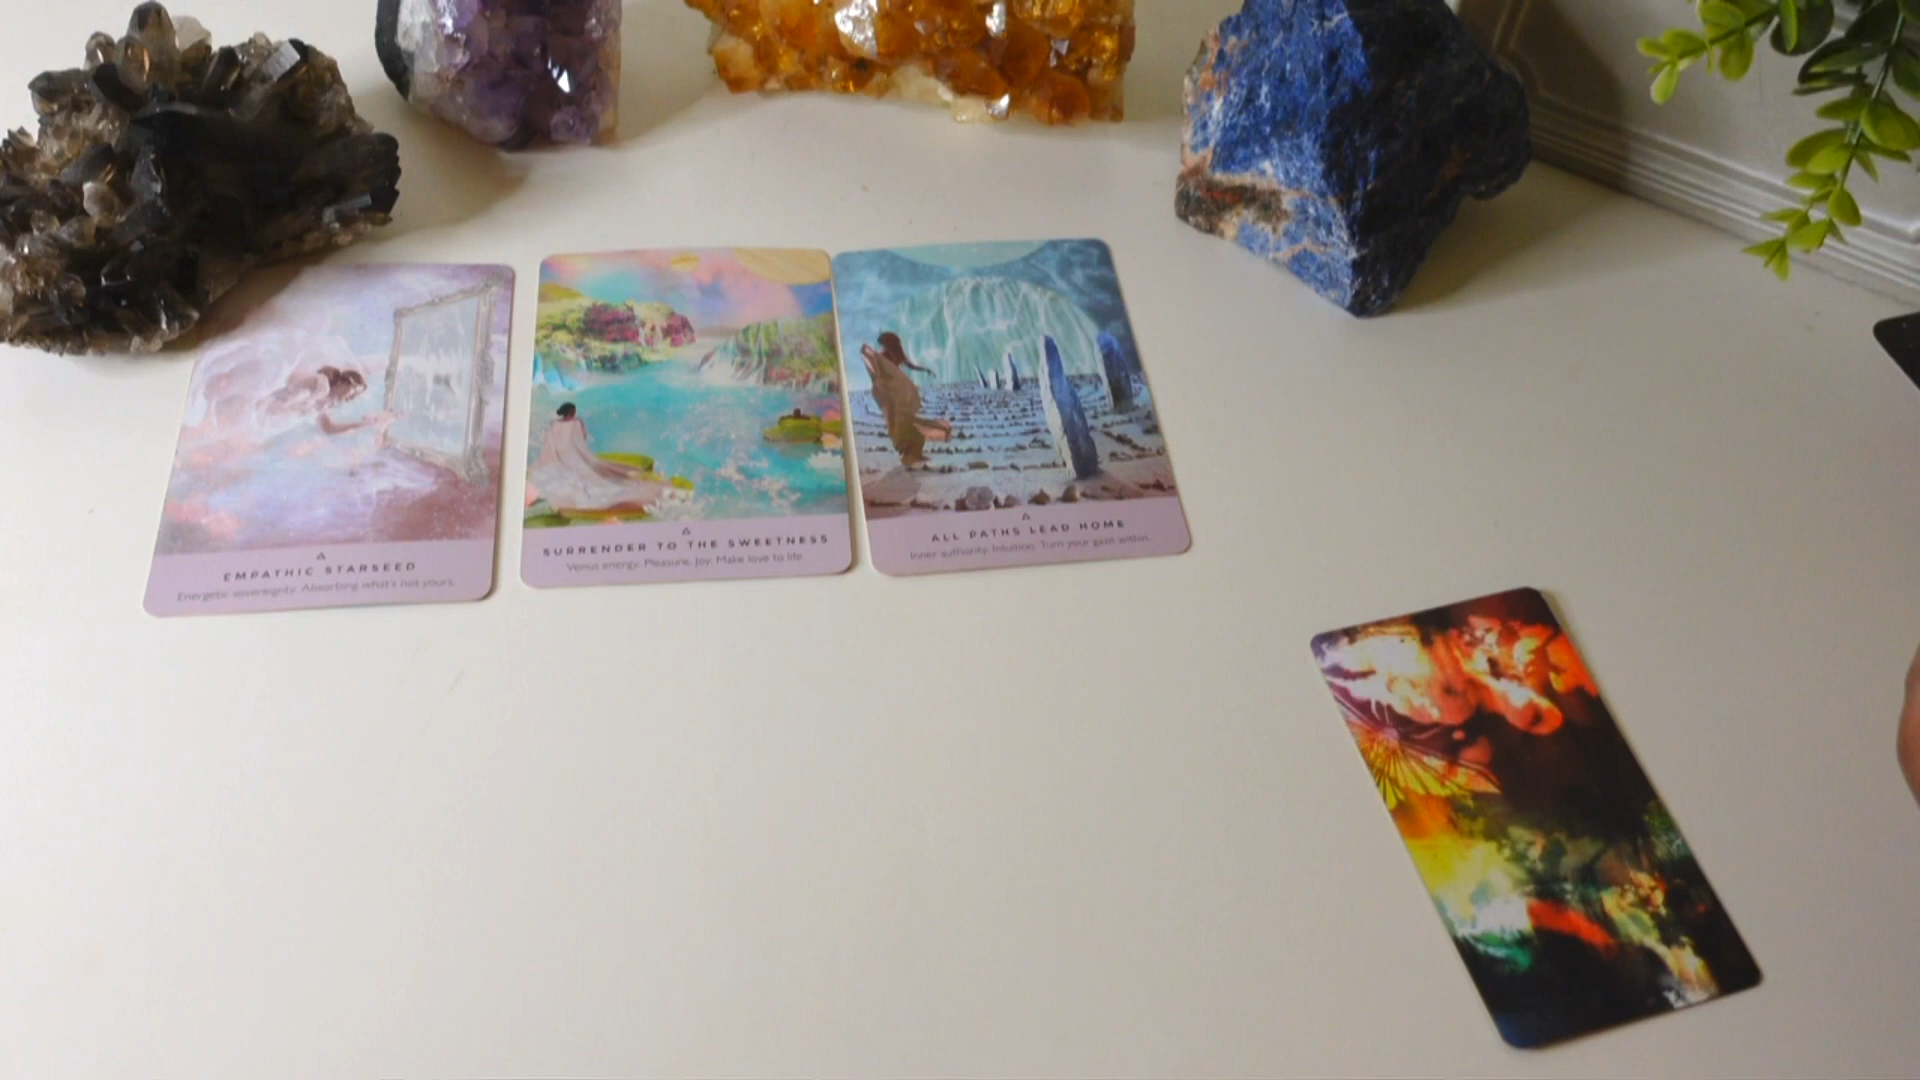 EMPATHIC STARSEED
Energetic sovereignty. Absorbing what's not yours.
SURRENDER TO THE SWEETNESS
Venus energy. Pleasure. Joy. Make love to life.
ALL PATHS LEAD HOME
Inner authority. Intuition. Turn your gaze within.